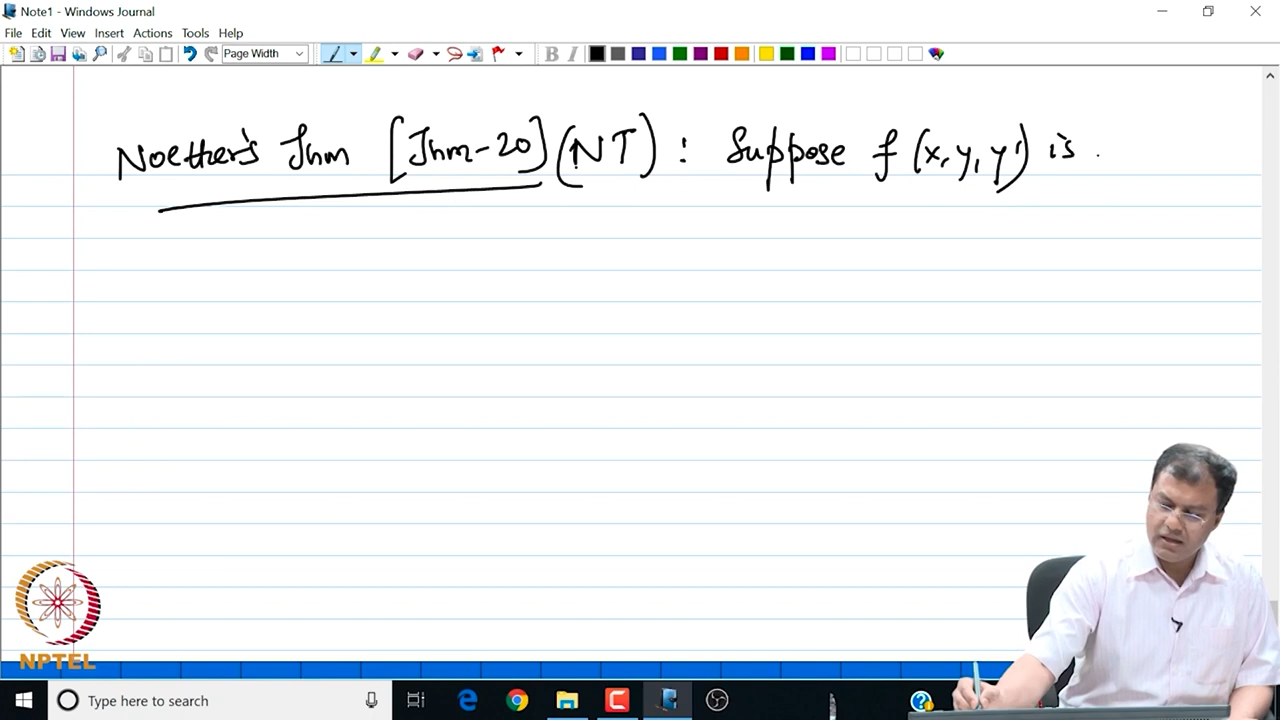 Note1 - Windows Journal
File Edit View Insert Actions Tools Help
Page Width B I
Noether's Thm [Thm-20] (NT) : Suppose f (x, y, y') is
NPTEL
Type here to search